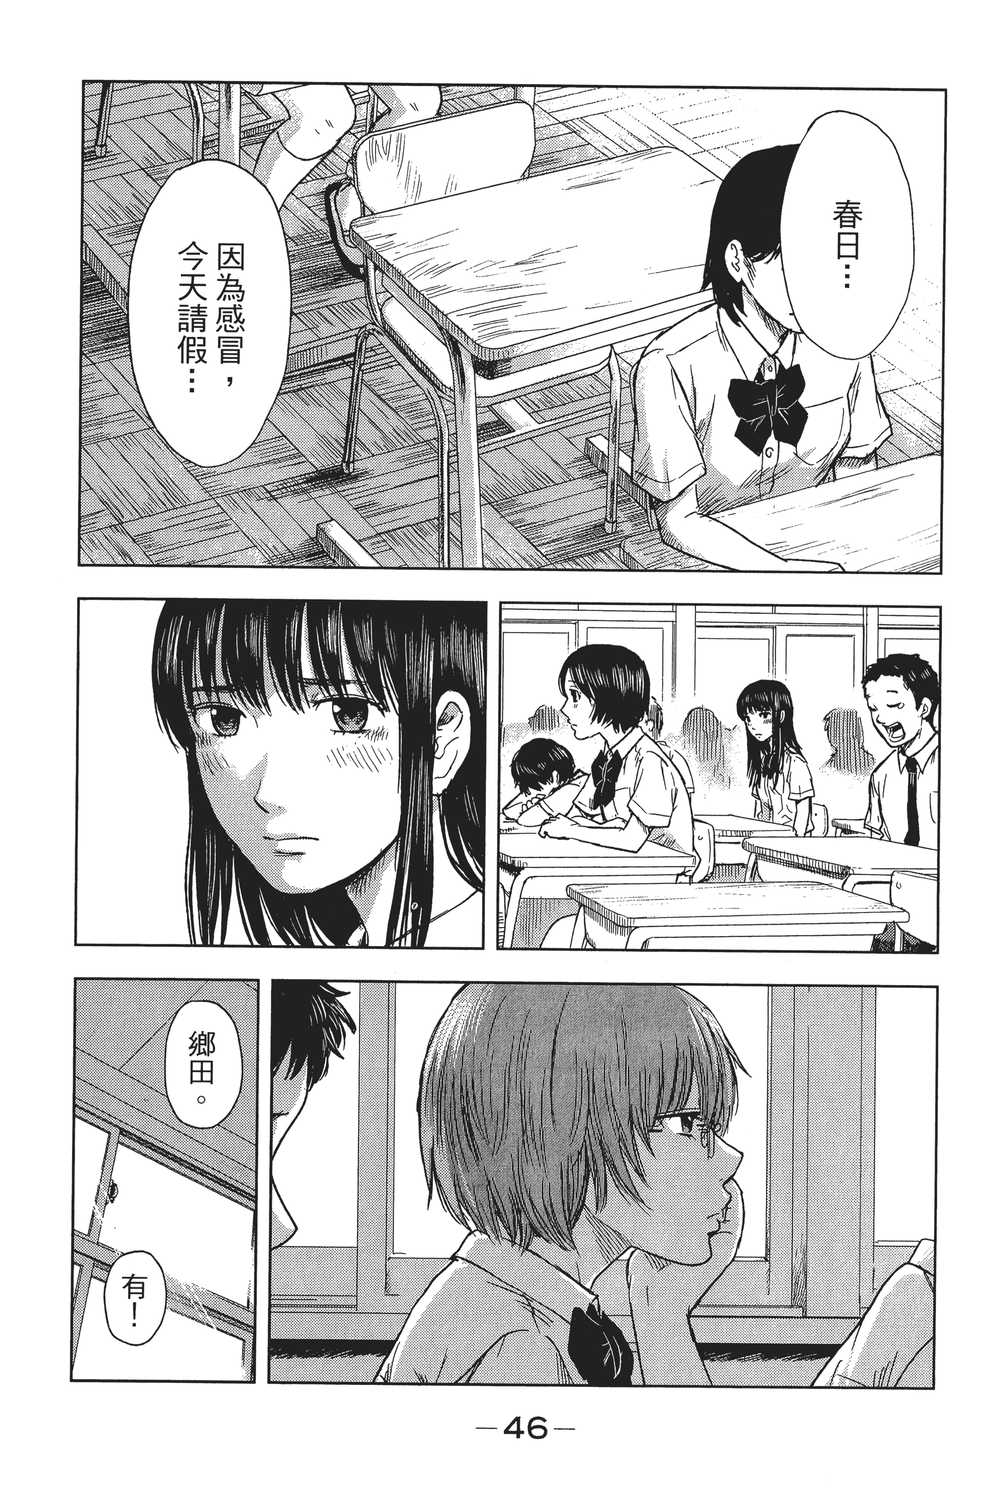 春日…
因為感冒，
今天請假…
鄉田。
有！
—46—